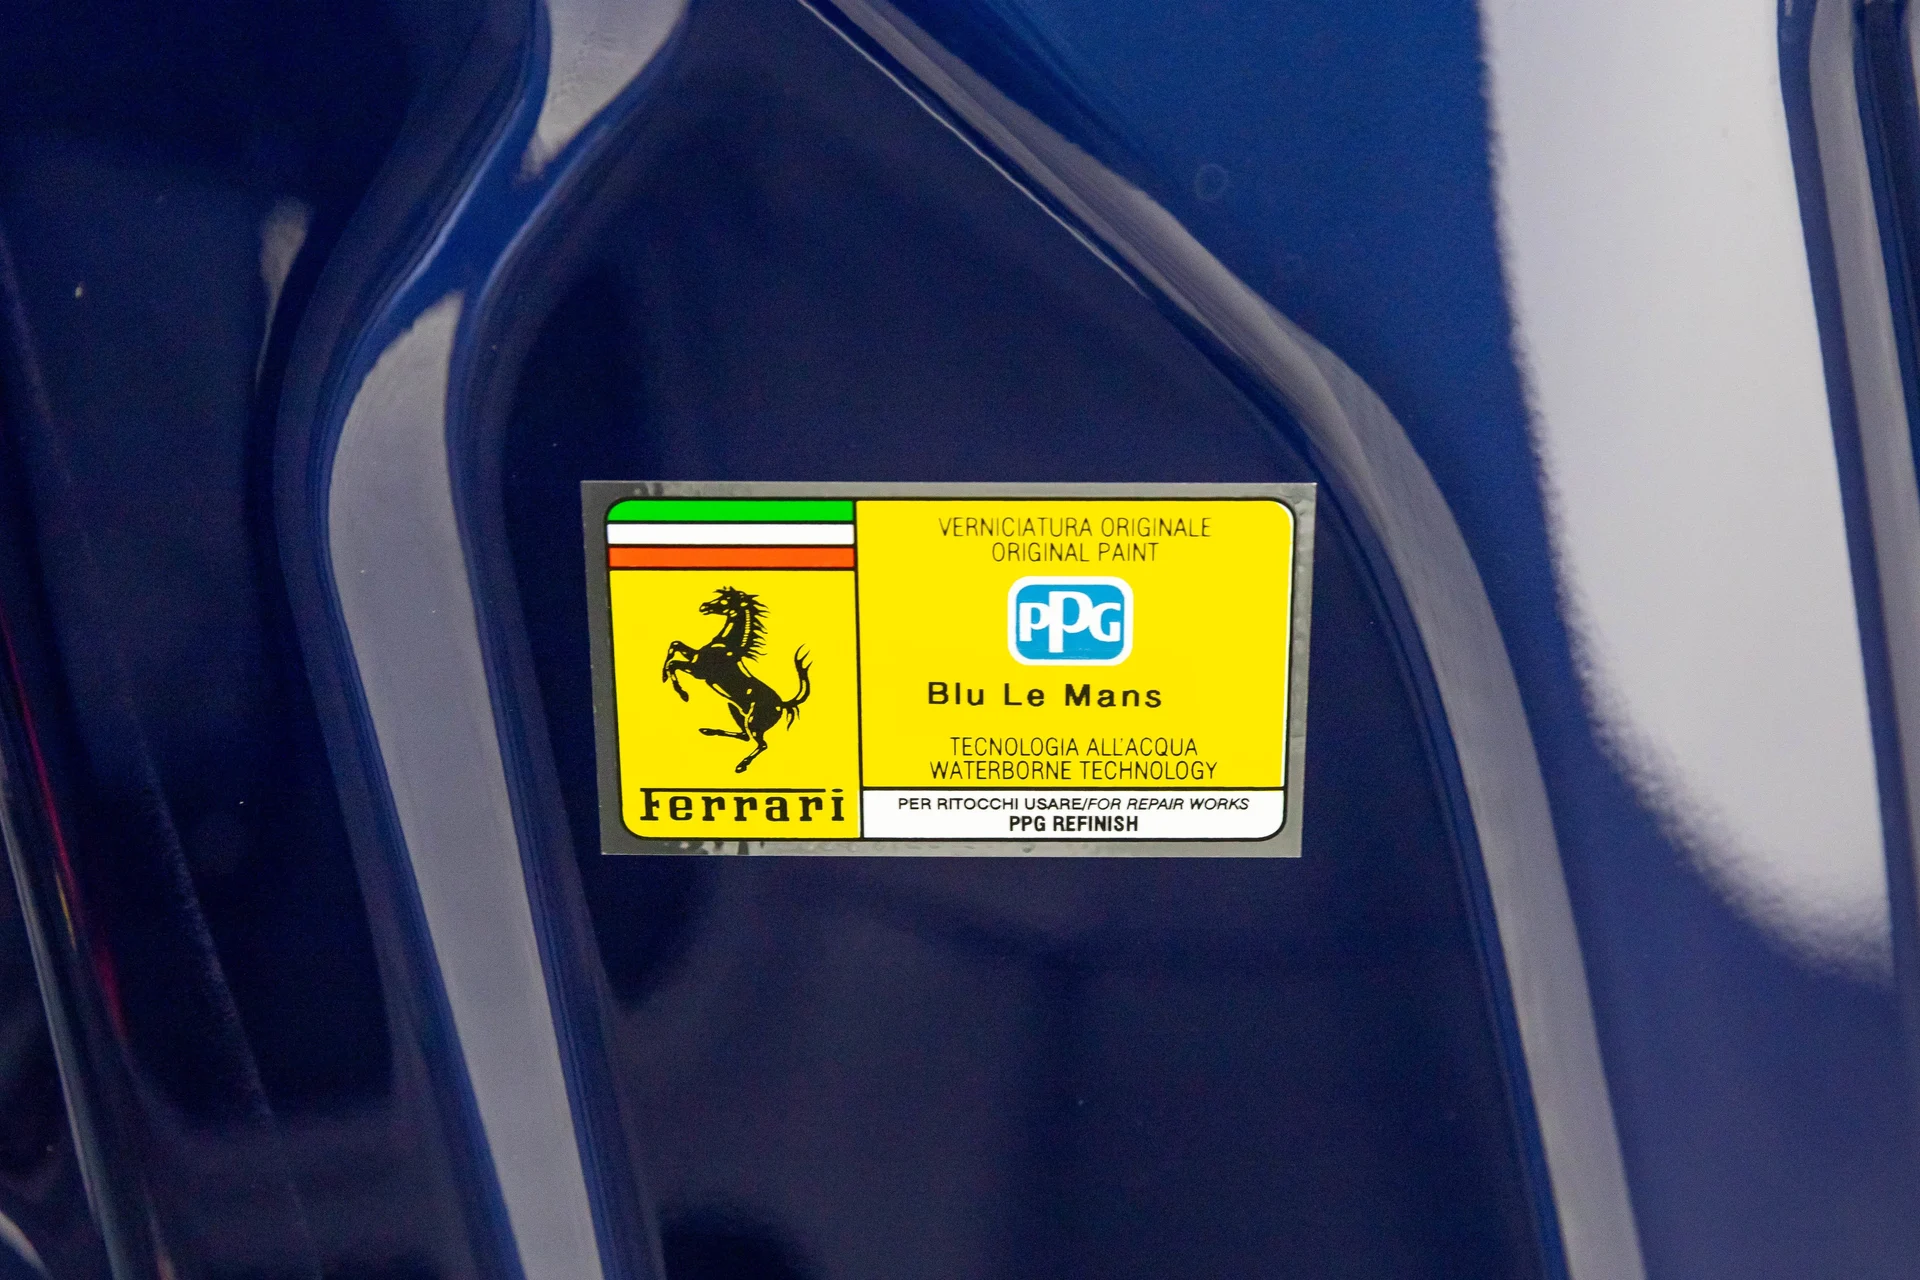 Ferrari
VERNICIATURA ORIGINALE
ORIGINAL PAINT
PPG
Blu Le Mans
TECNOLOGIA ALL'ACQUA
WATERBORNE TECHNOLOGY
PER RITOCCHI USARE/FOR REPAIR WORKS
PPG REFINISH